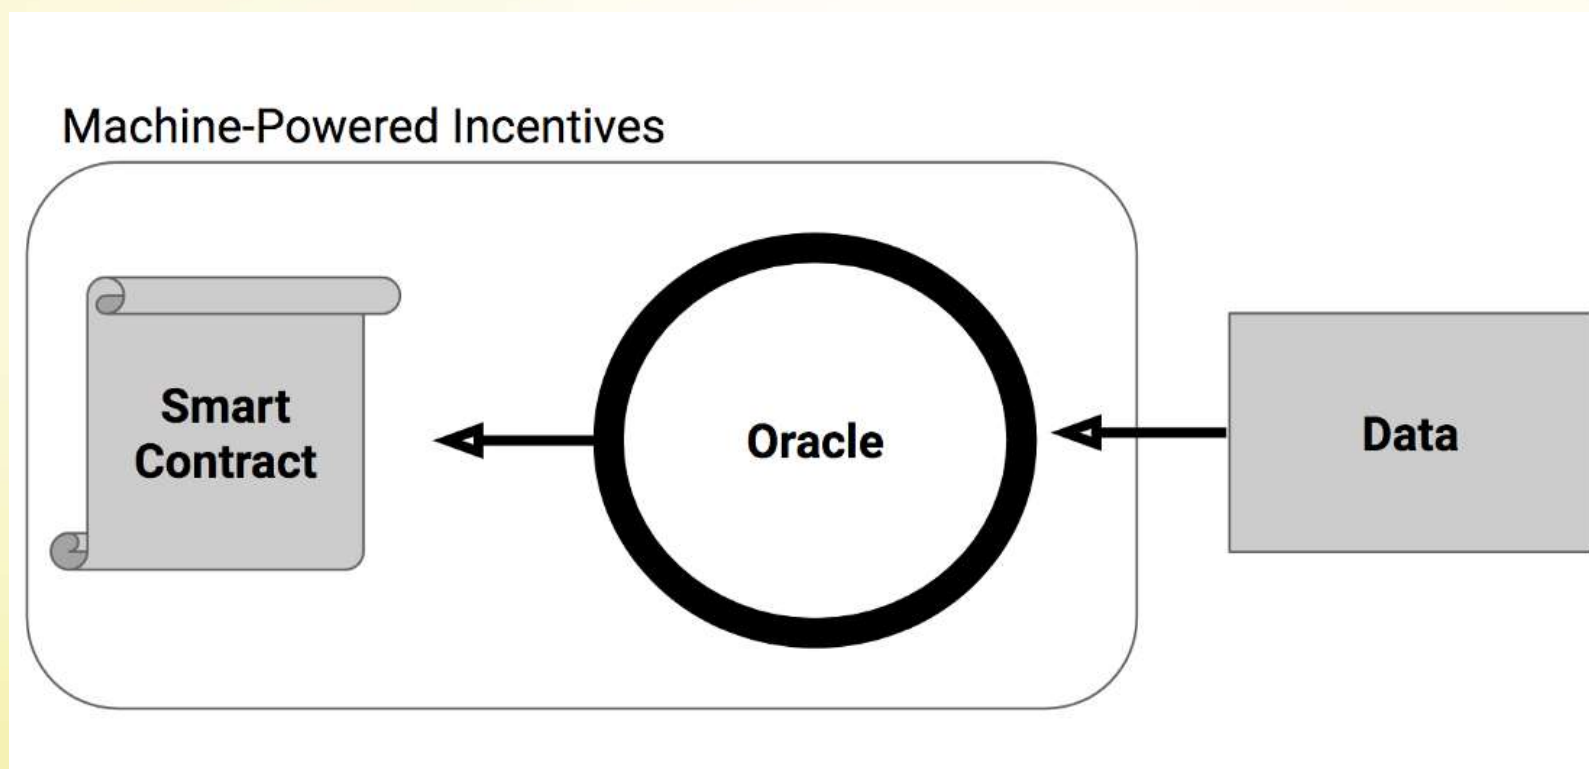 Machine-Powered Incentives
Smart
Contract
Oracle
Data